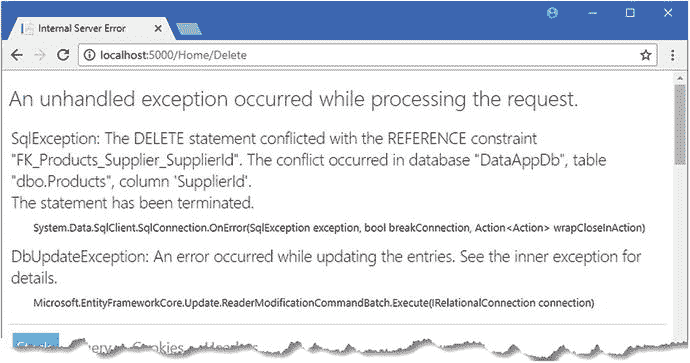 Internal Server Error
localhost:5000/Home/Delete
An unhandled exception occurred while processing the request.
SqlException: The DELETE statement conflicted with the REFERENCE constraint
"FK_Products_Supplier_SupplierId". The conflict occurred in database "DataAppDb", table
"dbo.Products", column 'SupplierId'.
The statement has been terminated.
System.Data.SqlClient.SqlConnection.OnError(SqlException exception, bool breakConnection, Action<Action> wrapCloseInAction)
DbUpdateException: An error occurred while updating the entries. See the inner exception for
details.
Microsoft.EntityFrameworkCore.Update.ReaderModificationCommandBatch.Execute(IRelationalConnection connection)